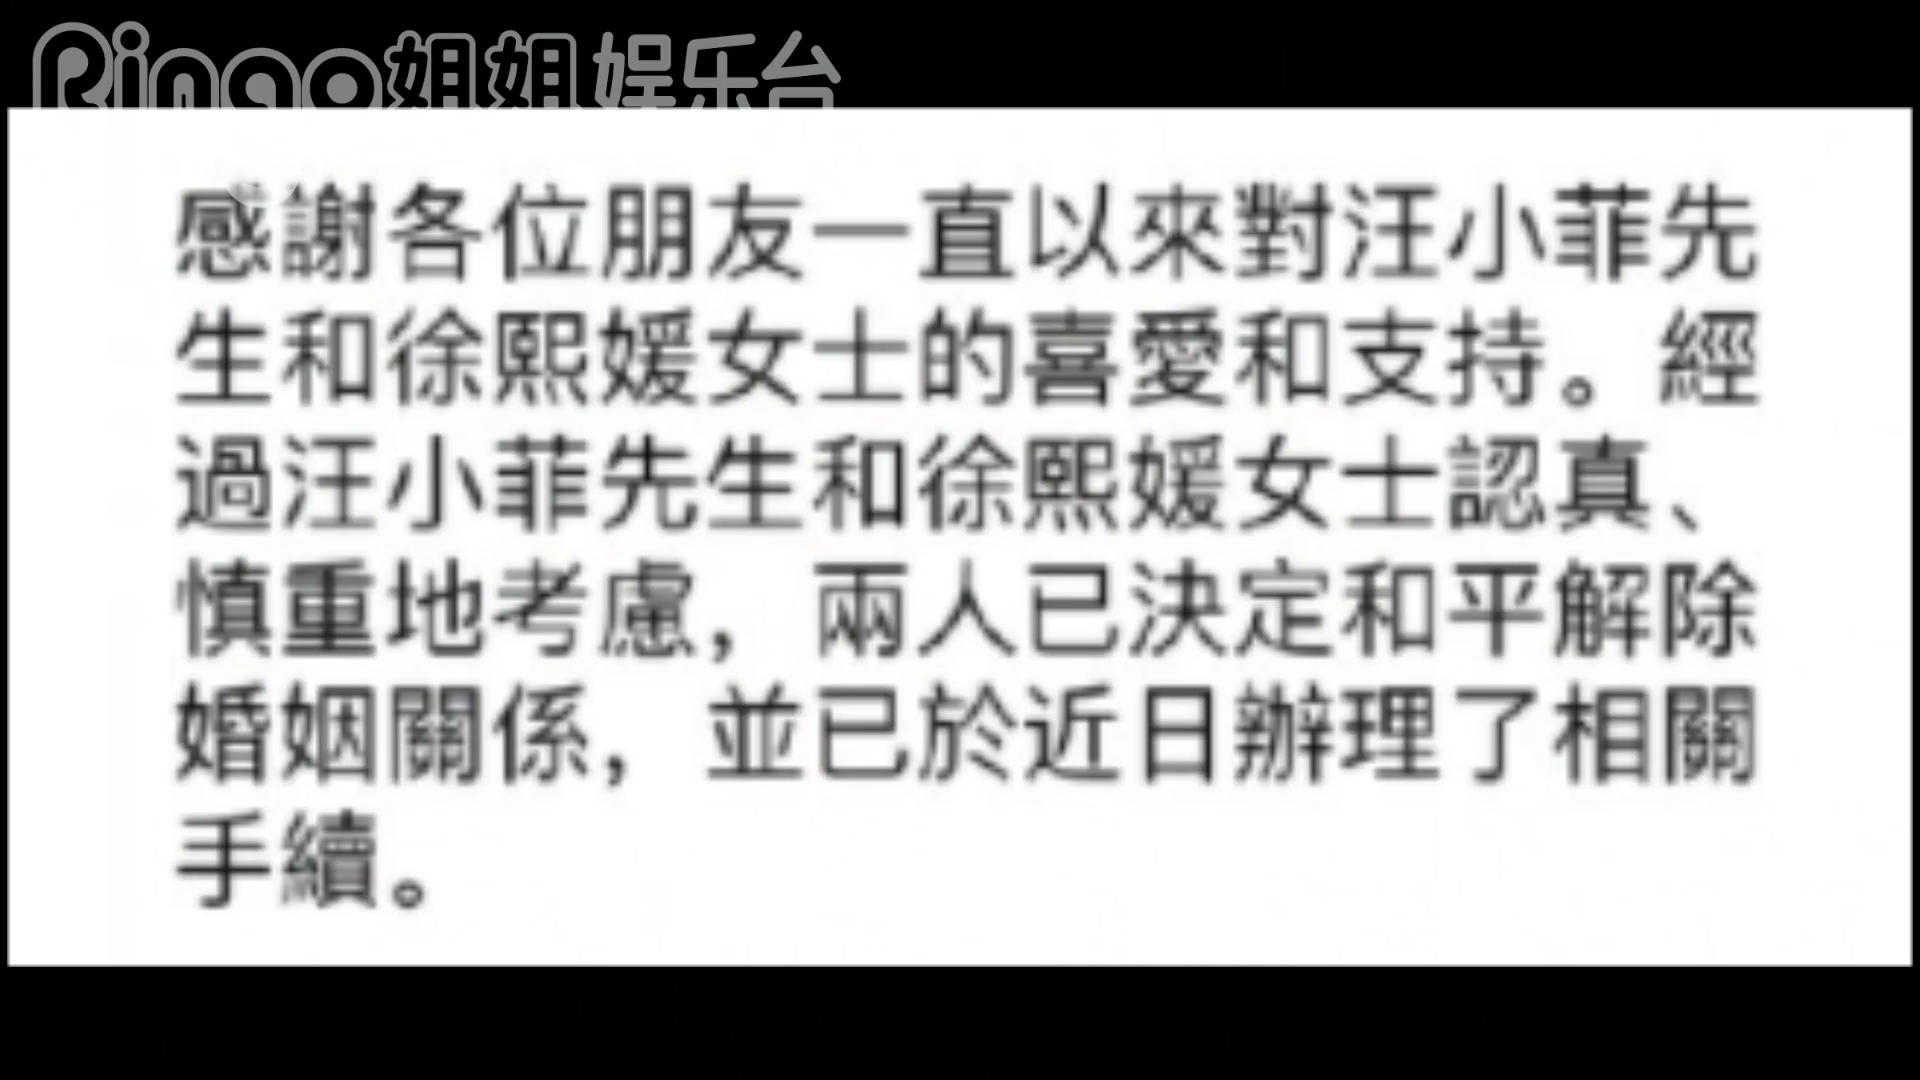 Ringo姐姐娱乐台
感謝各位朋友一直以來對汪小菲先
生和徐熙媛女士的喜愛和支持。經
過汪小菲先生和徐熙媛女士認真、
慎重地考慮，兩人已決定和平解除
婚姻關係，並已於近日辦理了相關
手續。